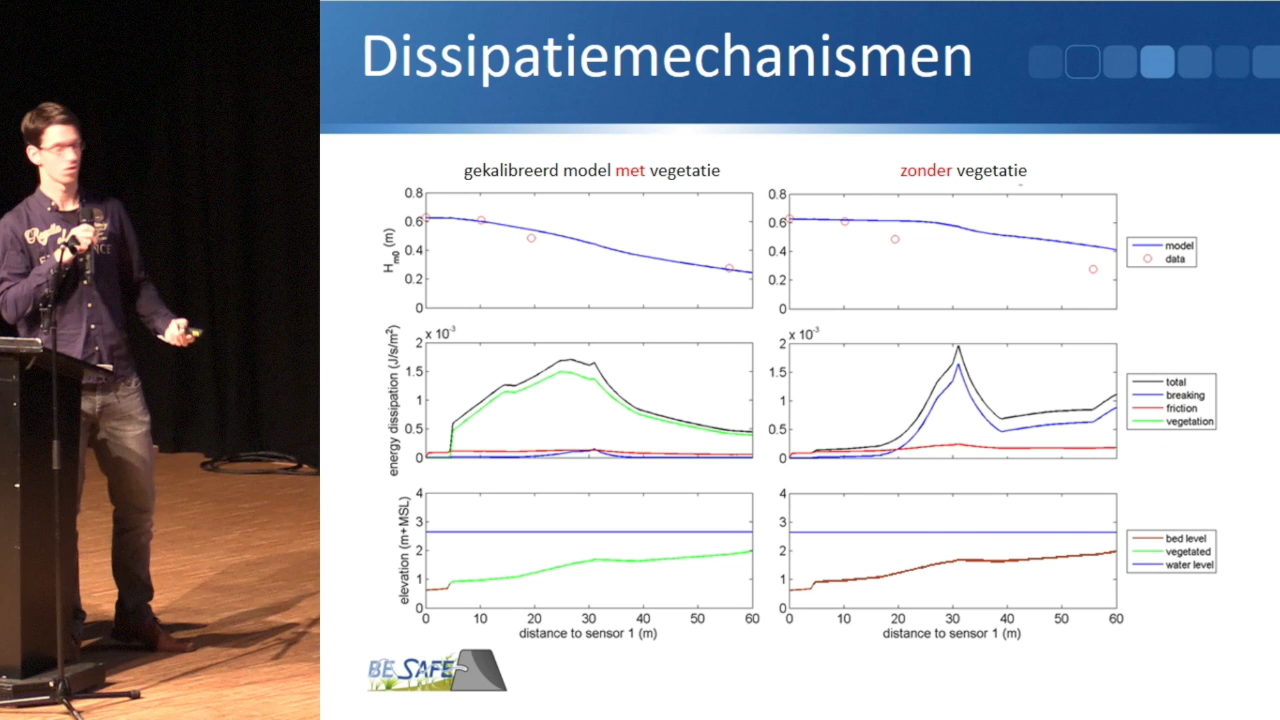 Dissipatiemechanismen
gekalibreerd model met vegetatie
zonder vegetatie
0.8
0.6
0.4
0.2
0
H m0 (m)
0.8
0.6
0.4
0.2
0
model
data
x 10⁻³
2
1.5
1
0.5
0
energy dissipation (J/s/m²)
x 10⁻³
2
1.5
1
0.5
0
total
breaking
friction
vegetation
4
3
2
1
0
elevation (m+MSL)
0 10 20 30 40 50 60
distance to sensor 1 (m)
4
3
2
1
0
0 10 20 30 40 50 60
distance to sensor 1 (m)
bed level
vegetated
water level
BE SAFE